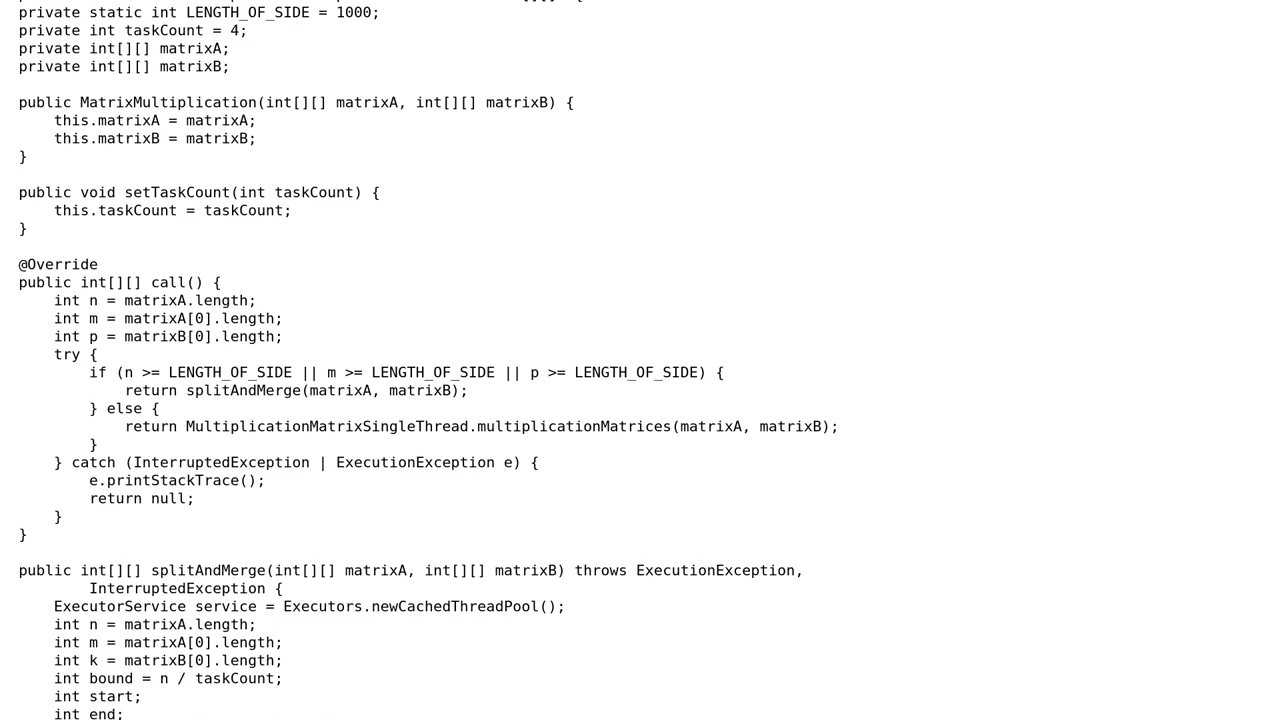 private static int LENGTH_OF_SIDE = 1000;
private int taskCount = 4;
private int[][] matrixA;
private int[][] matrixB;
public MatrixMultiplication(int[][] matrixA, int[][] matrixB) {
this.matrixA = matrixA;
this.matrixB = matrixB;
}
public void setTaskCount(int taskCount) {
this.taskCount = taskCount;
}
@Override
public int[][] call() {
int n = matrixA.length;
int m = matrixA[0].length;
int p = matrixB[0].length;
try {
if (n >= LENGTH_OF_SIDE || m >= LENGTH_OF_SIDE || p >= LENGTH_OF_SIDE) {
return splitAndMerge(matrixA, matrixB);
} else {
return MultiplicationMatrixSingleThread.multiplicationMatrices(matrixA, matrixB);
}
} catch (InterruptedException | ExecutionException e) {
e.printStackTrace();
return null;
}
}
public int[][] splitAndMerge(int[][] matrixA, int[][] matrixB) throws ExecutionException,
InterruptedException {
ExecutorService service = Executors.newCachedThreadPool();
int n = matrixA.length;
int m = matrixA[0].length;
int k = matrixB[0].length;
int bound = n / taskCount;
int start;
int end;